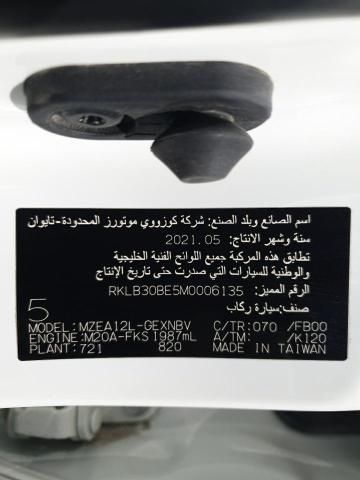 اسم الصانع وبلد الصنع: شركة كوزووي موتورز المحدودة-تايوان
سنة وشهر الانتاج: 2021.05
تطابق هذه المركبة جميع اللوائح الفنية الخليجية
والوطنية للسيارات التي صدرت حتى تاريخ الإنتاج
الرقم المميز: RKLB30BE5M0006135
صنف:سيارة ركاب
5
MODEL:MZEA12L-GEXNBV C/TR:070 /FB00
ENGINE:M20A-FKS 1987mL A/TM: /K120
PLANT:721 820 MADE IN TAIWAN